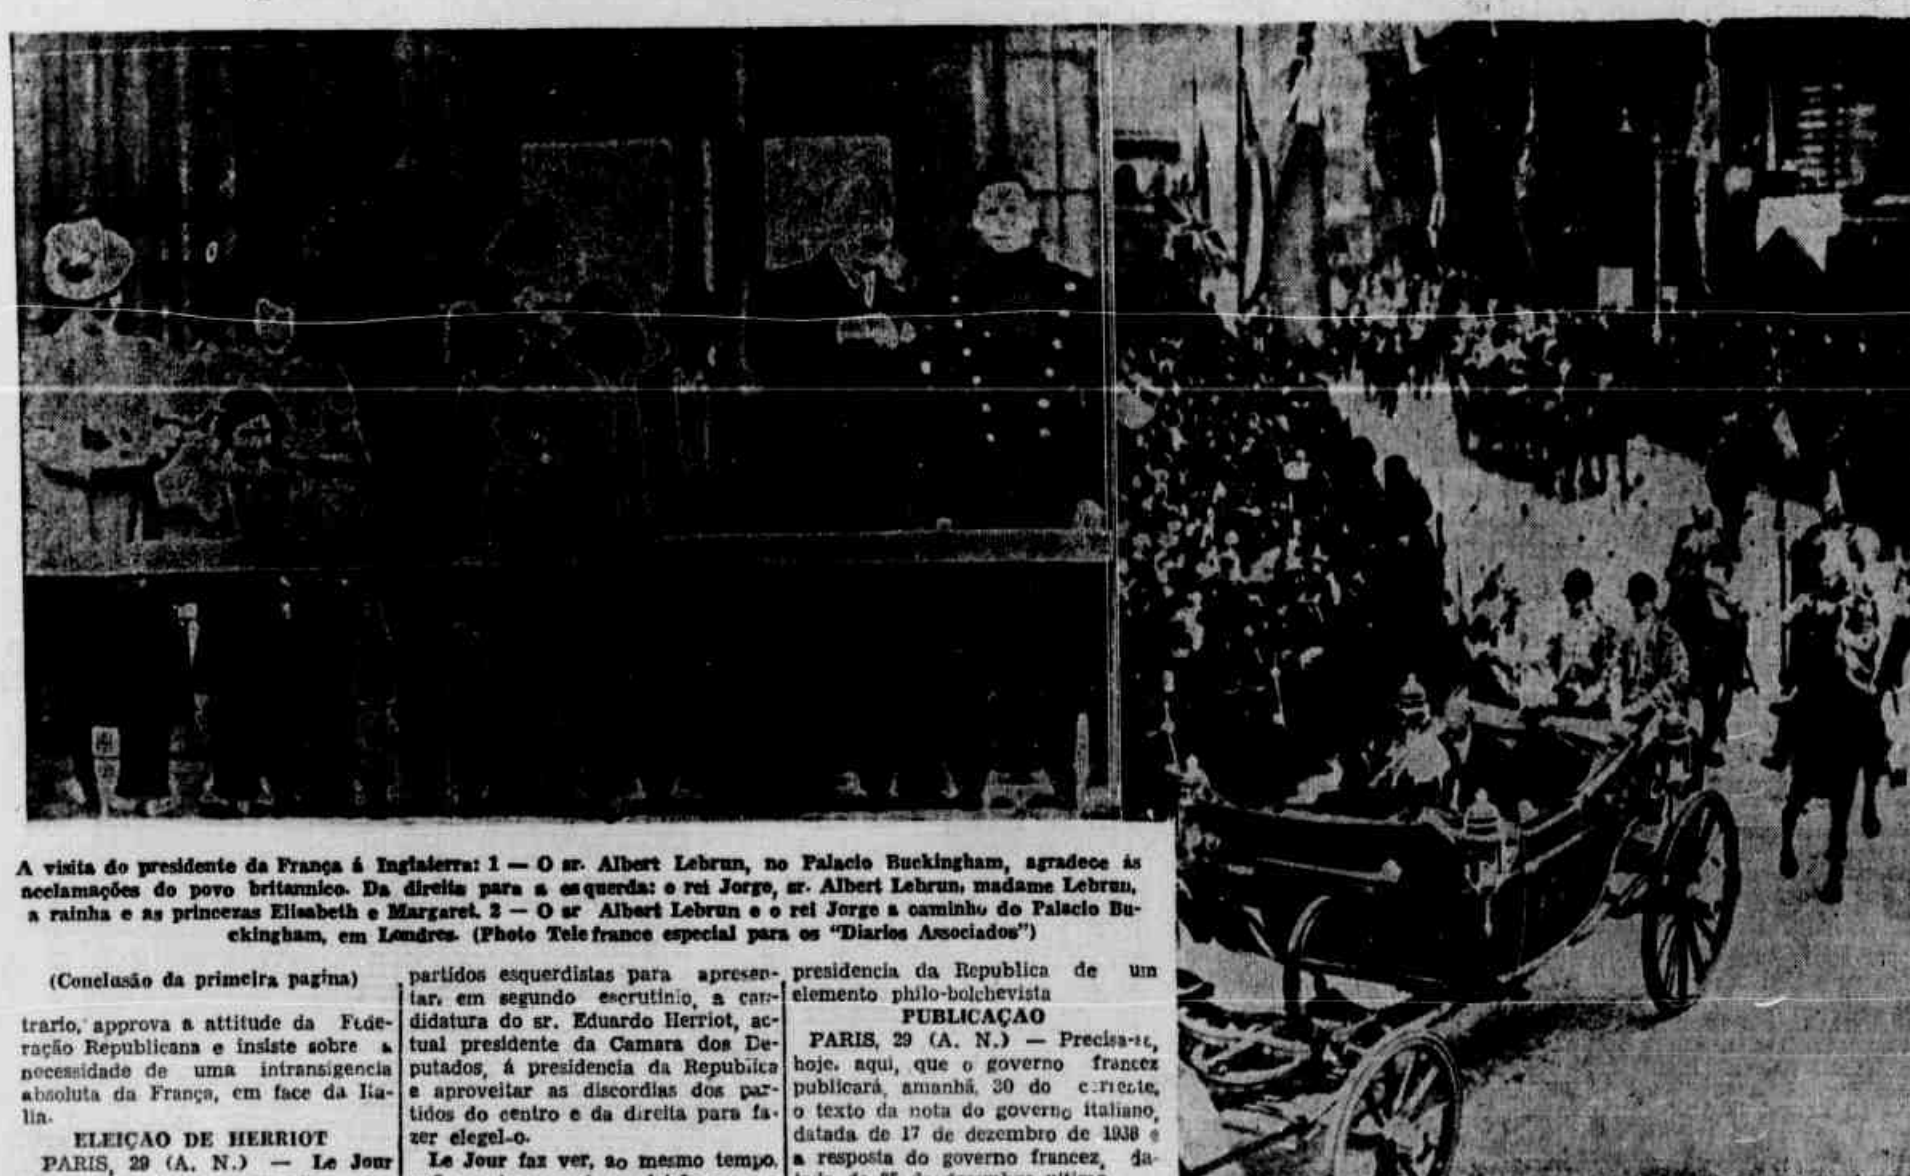 A visita do presidente da França á Inglaterra: 1 — O sr. Albert Lebrun, no Palacio Buckingham, agradece ás
acclamações do povo britannico. Da direita para a esquerda: o rei Jorge, sr. Albert Lebrun, madame Lebrun,
a rainha e as princezas Elisabeth e Margaret. 2 — O sr Albert Lebrun e o rei Jorge a caminho do Palacio Bu-
ckingham, em Londres. (Photo Telefrance especial para os "Diarios Associados")
(Conclusão da primeira pagina)
trario, approva a attitude da Fede-
ração Republicana e insiste sobre a
necessidade de uma intransigencia
absoluta da França, em face da Ita-
lia.
ELEIÇAO DE HERRIOT
PARIS, 29 (A. N.) — Le Jour
partidos esquerdistas para apresen-
tar, em segundo escrutinio, a can-
didatura do sr. Eduardo Herriot, ac-
tual presidente da Camara dos De-
putados, á presidencia da Republica
e aproveitar as discordias dos par-
tidos do centro e da direita para fa-
zer elegel-o.
Le Jour faz ver, ao mesmo tempo,
presidencia da Republica de um
elemento philo-bolchevista
PUBLICAÇAO
PARIS, 29 (A. N.) — Precisa-se,
hoje, aqui, que o governo francez
publicará, amanhã, 30 do corrente,
o texto da nota do governo italiano,
datada de 17 de dezembro de 1938 e
a resposta do governo francez, da-